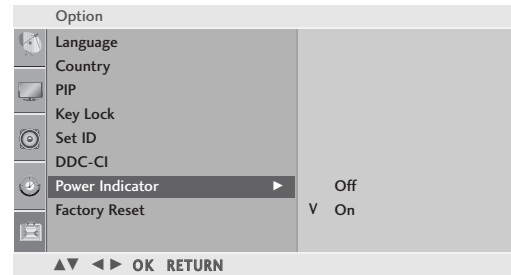 Option
Language
Country
PIP
Key Lock
Set ID
DDC-CI
Power Indicator ► Off
Factory Reset V On
▲▼ ◄► OK RETURN